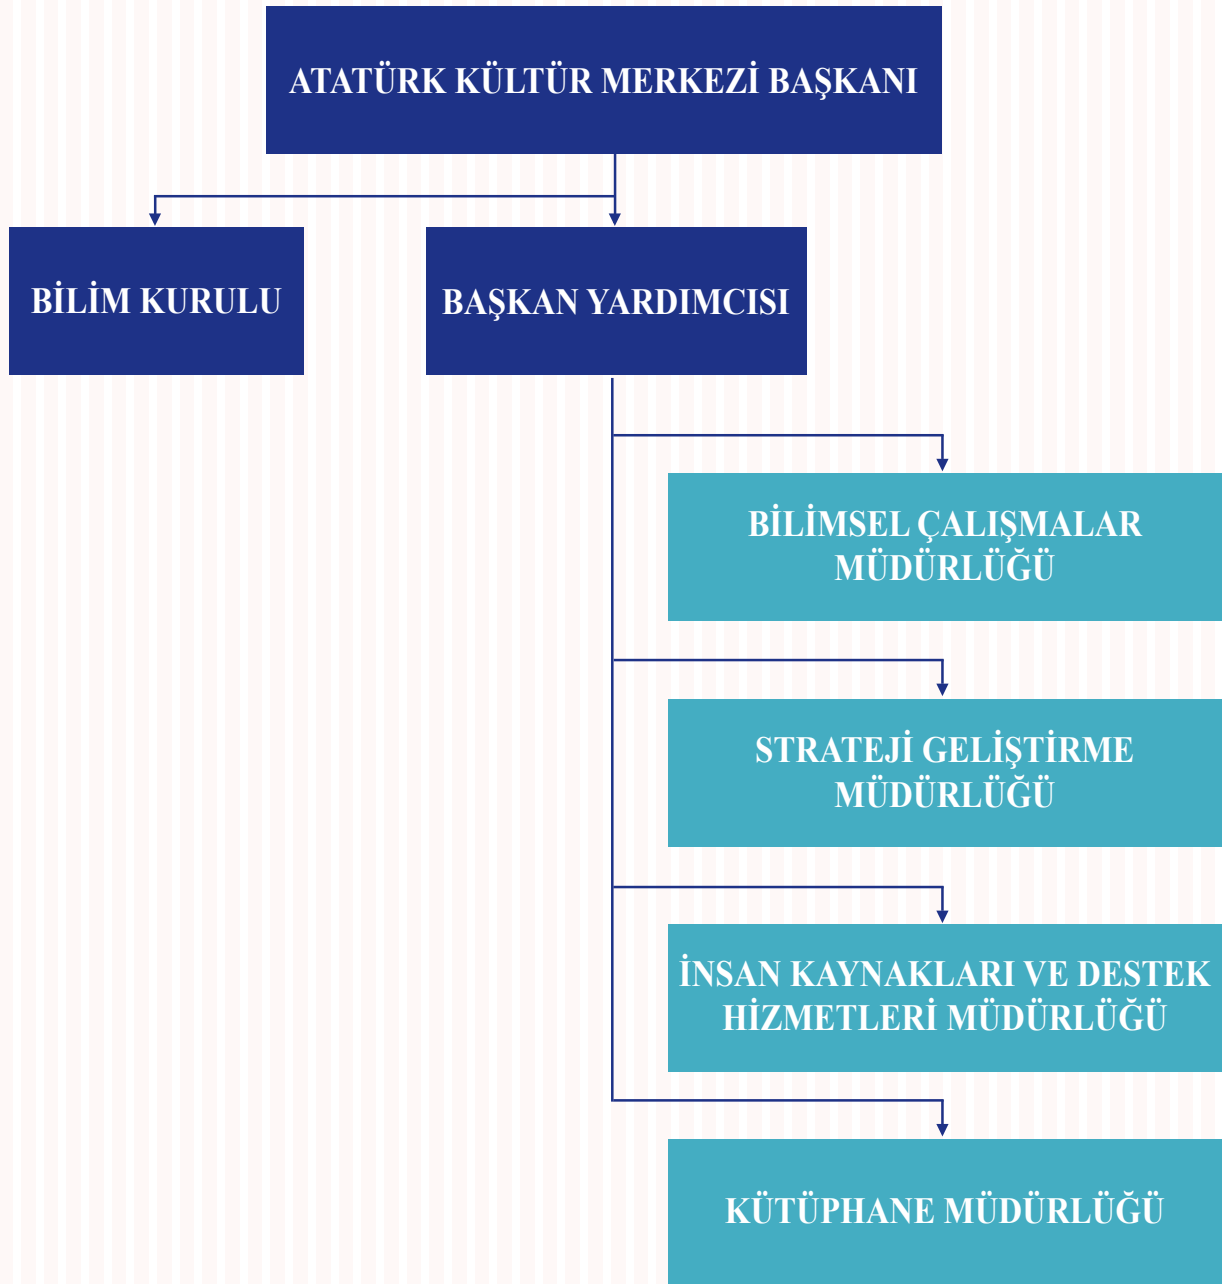 ATATÜRK KÜLTÜR MERKEZİ BAŞKANI
BİLİM KURULU
BAŞKAN YARDIMCISI
BİLİMSEL ÇALIŞMALAR
MÜDÜRLÜĞÜ
STRATEJİ GELİŞTİRME
MÜDÜRLÜĞÜ
İNSAN KAYNAKLARI VE DESTEK
HİZMETLERİ MÜDÜRLÜĞÜ
KÜTÜPHANE MÜDÜRLÜĞÜ